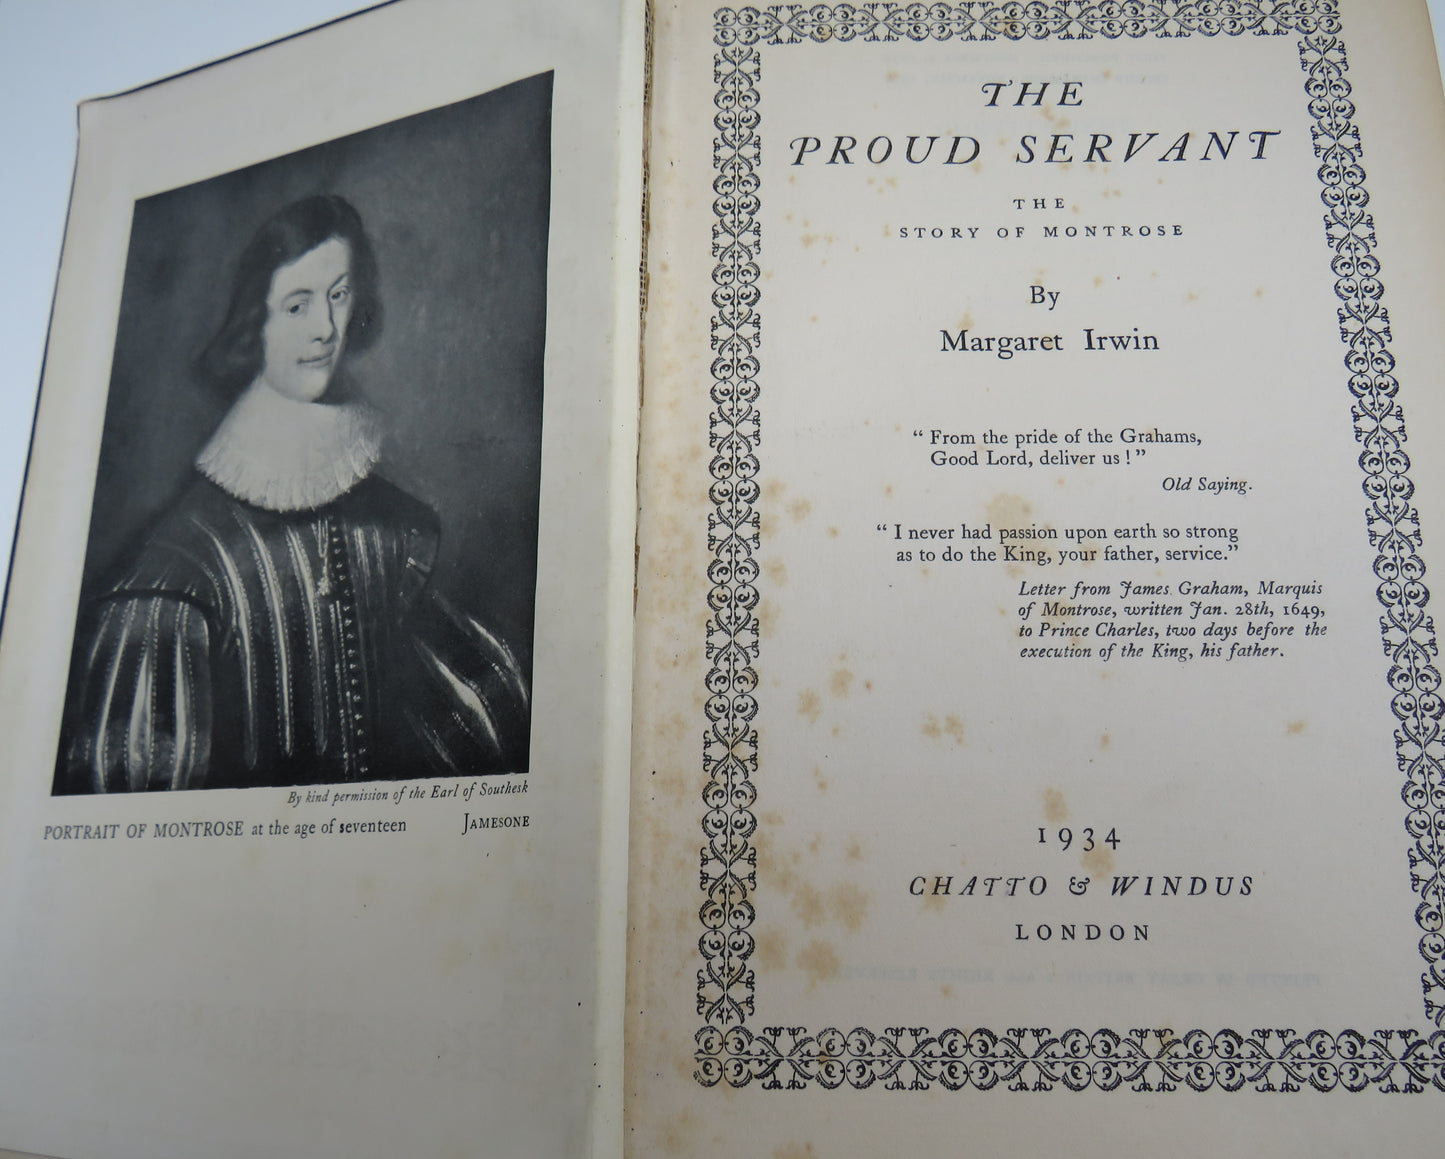 By kind permission of the Earl of Southesk
PORTRAIT OF MONTROSE at the age of seventeen JAMESONE
THE
PROUD SERVANT
THE
STORY OF MONTROSE
By
Margaret Irwin
“ From the pride of the Grahams,
Good Lord, deliver us ! ”
Old Saying.
“ I never had passion upon earth so strong
as to do the King, your father, service.”
Letter from James Graham, Marquis
of Montrose, written Jan. 28th, 1649,
to Prince Charles, two days before the
execution of the King, his father.
1934
CHATTO & WINDUS
LONDON